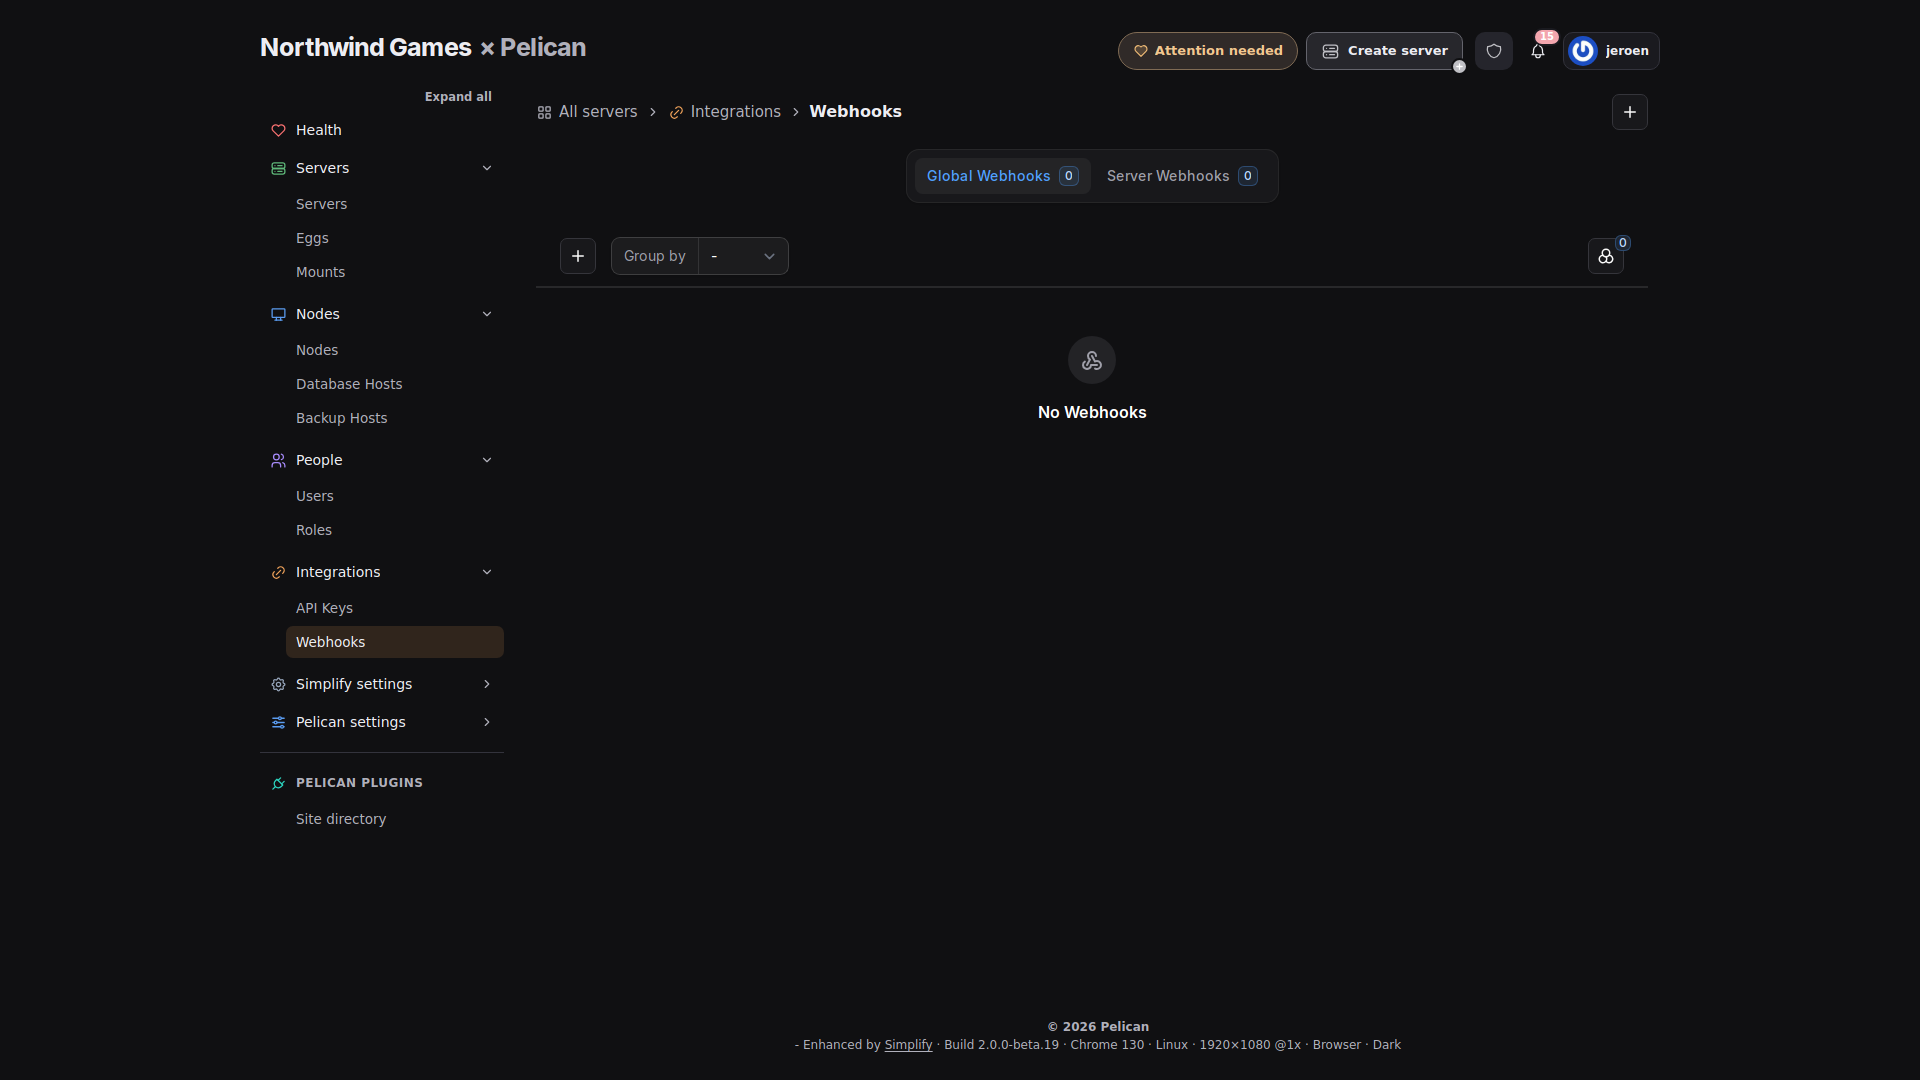 Northwind Games × Pelican
Attention needed
Create server
15
jeroen
Expand all
Health
Servers
Servers
Eggs
Mounts
Nodes
Nodes
Database Hosts
Backup Hosts
People
Users
Roles
Integrations
API Keys
Webhooks
Simplify settings
Pelican settings
PELICAN PLUGINS
Site directory
All servers > Integrations > Webhooks
Global Webhooks 0 Server Webhooks 0
Group by -
0
No Webhooks
© 2026 Pelican
- Enhanced by Simplify · Build 2.0.0-beta.19 · Chrome 130 · Linux · 1920×1080 @1x · Browser · Dark